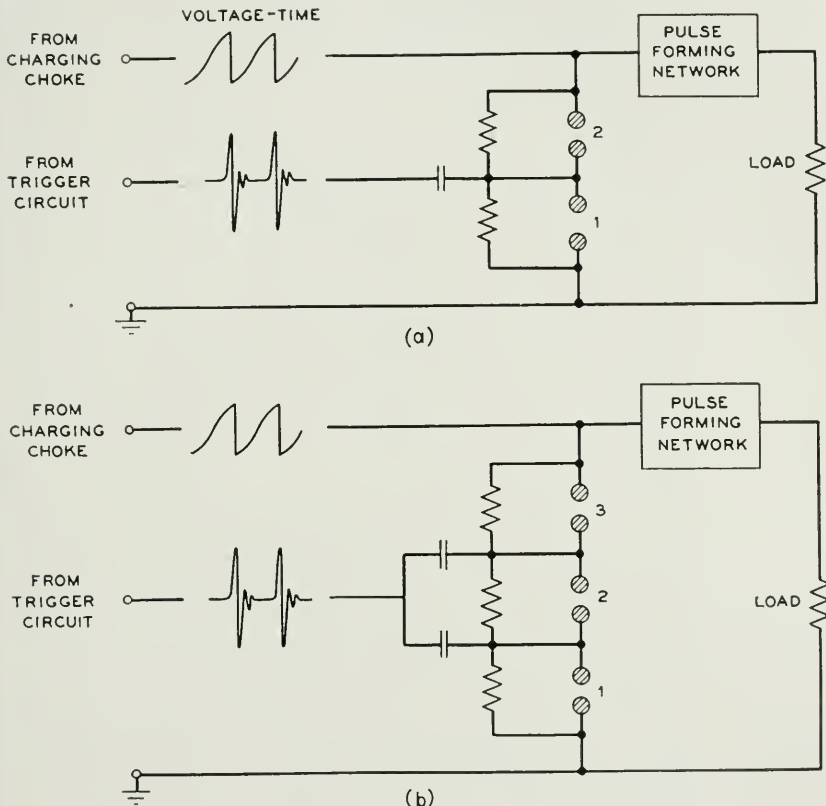 VOLTAGE-TIME
FROM
CHARGING
CHOKE
PULSE
FORMING
NETWORK
2
FROM
TRIGGER
CIRCUIT
LOAD
1
(a)
FROM
CHARGING
CHOKE
PULSE
FORMING
NETWORK
3
FROM
TRIGGER
CIRCUIT
2
LOAD
1
(b)